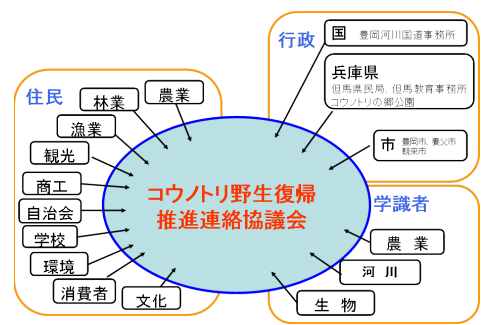 行政
国 豊岡河川国道事務所
兵庫県
但馬県民局、但馬教育事務所
コウノトリの郷公園
市 豊岡市、養父市
朝来市
住民
農業
林業
漁業
観光
商工
自治会
学校
環境
消費者
文化
コウノトリ野生復帰
推進連絡協議会
学識者
農 業
河 川
生 物